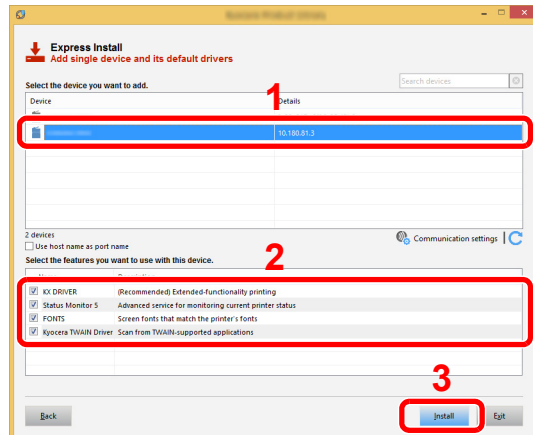 Express Install
Add single device and its default drivers
Select the device you want to add.
Search devices
1
Device Details
10.180.81.3
2 devices
Communication settings
Use host name as port name
Select the features you want to use with this device.
2
KX DRIVER (Recommended) Extended-functionality printing
Status Monitor 5 Advanced service for monitoring current printer status
FONTS Screen fonts that match the printer's fonts
Kyocera TWAIN Driver Scan from TWAIN-supported applications
3
Back Install Exit